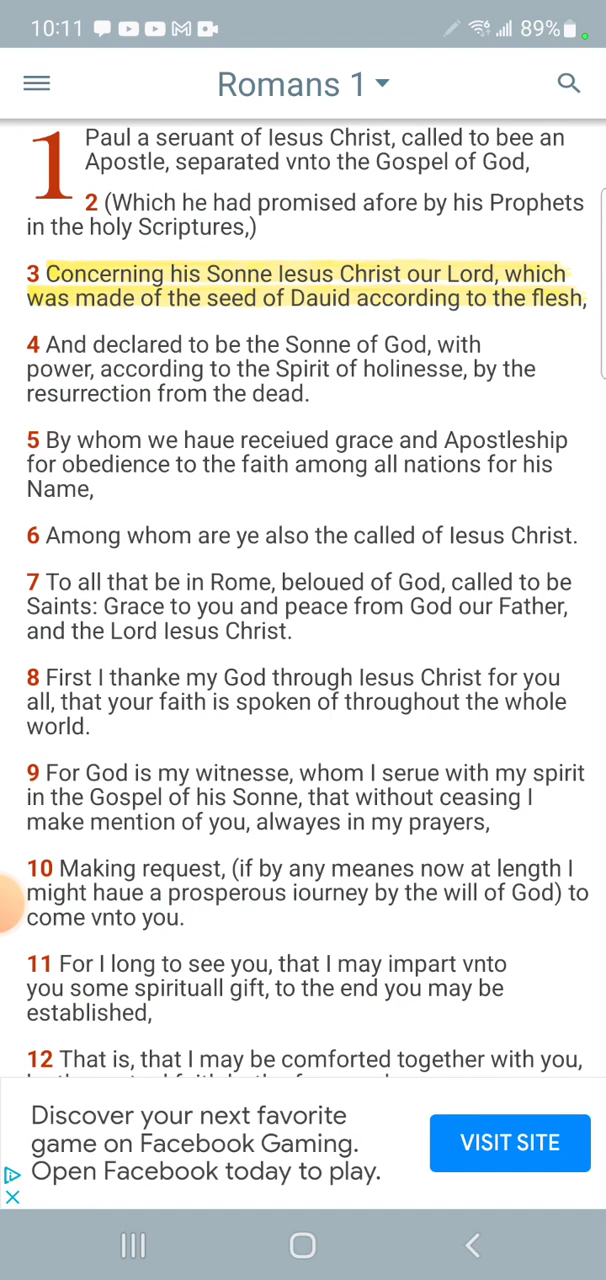 10:11
89%
Romans 1
1 Paul a seruant of Iesus Christ, called to bee an
Apostle, separated vnto the Gospel of God,
2 (Which he had promised afore by his Prophets
in the holy Scriptures,)
3 Concerning his Sonne Iesus Christ our Lord, which
was made of the seed of Dauid according to the flesh,
4 And declared to be the Sonne of God, with
power, according to the Spirit of holinesse, by the
resurrection from the dead.
5 By whom we haue receiued grace and Apostleship
for obedience to the faith among all nations for his
Name,
6 Among whom are ye also the called of Iesus Christ.
7 To all that be in Rome, beloued of God, called to be
Saints: Grace to you and peace from God our Father,
and the Lord Iesus Christ.
8 First I thanke my God through Iesus Christ for you
all, that your faith is spoken of throughout the whole
world.
9 For God is my witnesse, whom I serue with my spirit
in the Gospel of his Sonne, that without ceasing I
make mention of you, alwayes in my prayers,
10 Making request, (if by any meanes now at length I
might haue a prosperous iourney by the will of God) to
come vnto you.
11 For I long to see you, that I may impart vnto
you some spirituall gift, to the end you may be
established,
12 That is, that I may be comforted together with you,
Discover your next favorite
game on Facebook Gaming.
Open Facebook today to play.
VISIT SITE